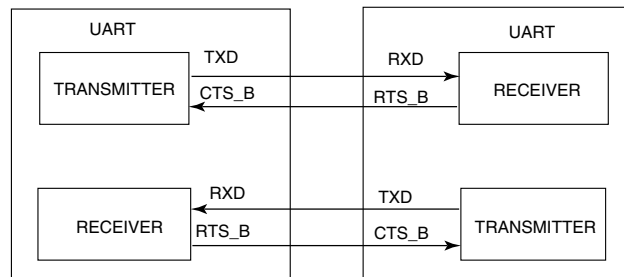 UART UART
TXD RXD
TRANSMITTER CTS_B RTS_B RECEIVER
RXD TXD
RECEIVER RTS_B CTS_B TRANSMITTER